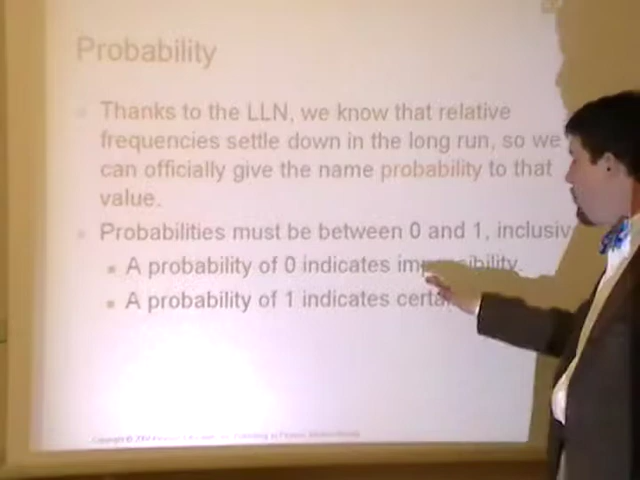 Probability
Thanks to the LLN, we know that relative
frequencies settle down in the long run, so we
can officially give the name probability to that
value.
Probabilities must be between 0 and 1, inclusiv
A probability of 0 indicates impossibility.
A probability of 1 indicates certa